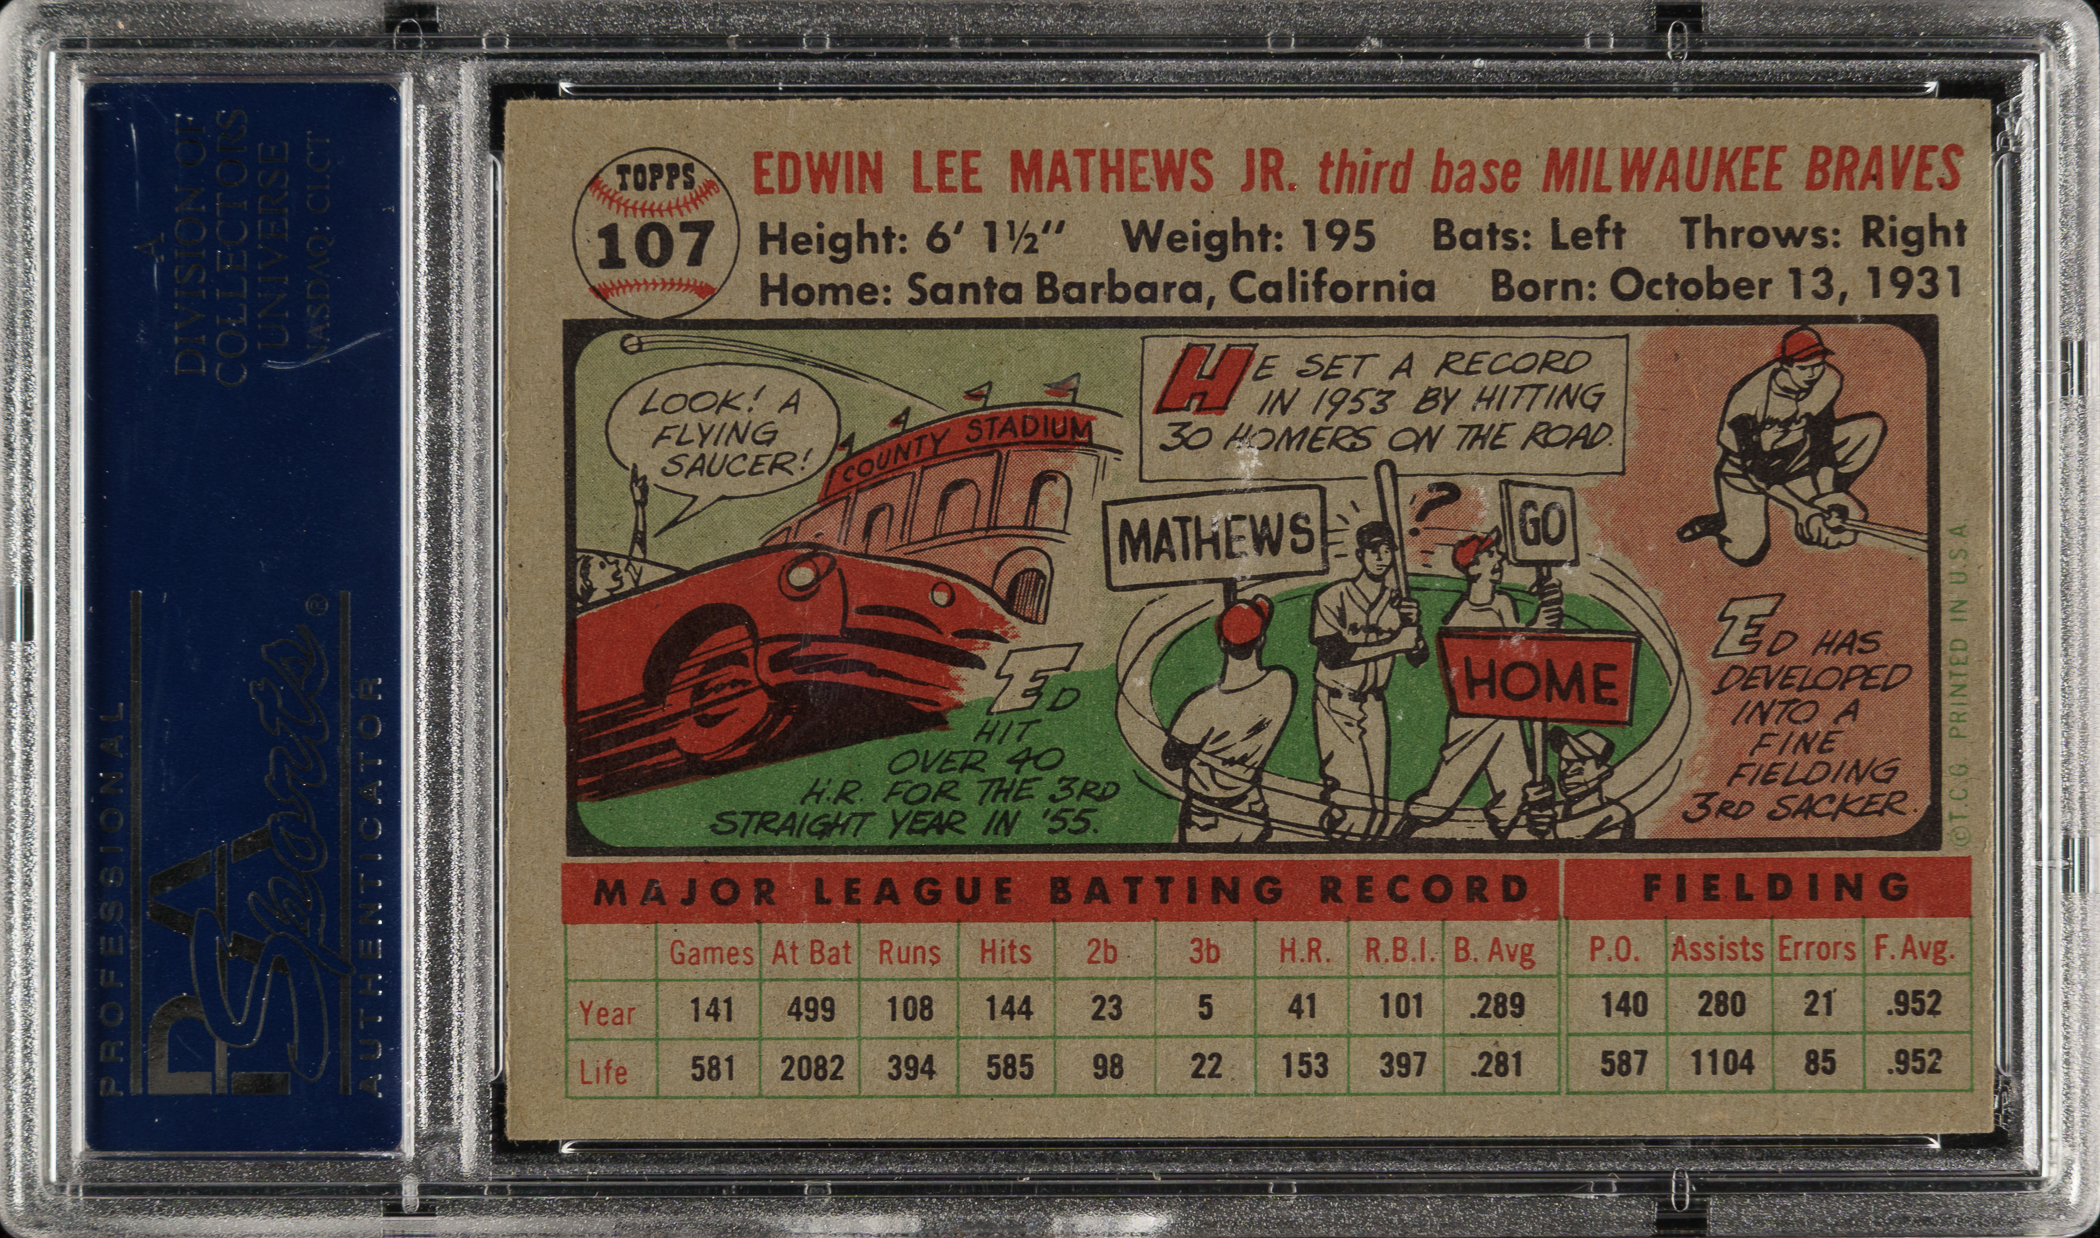 A
DIVISION OF
COLLECTORS
UNIVERSE
NASDAQ: CLCT
PROFESSIONAL
PSA
Sports®
AUTHENTICATOR
TOPPS
107
EDWIN LEE MATHEWS JR. third base MILWAUKEE BRAVES
Height: 6' 1½" Weight: 195 Bats: Left Throws: Right
Home: Santa Barbara, California Born: October 13, 1931
LOOK! A
FLYING
SAUCER!
COUNTY STADIUM
ED
HIT
OVER 40
H.R. FOR THE 3RD
STRAIGHT YEAR IN '55.
HE SET A RECORD
IN 1953 BY HITTING
30 HOMERS ON THE ROAD.
MATHEWS
?
GO
HOME
ED HAS
DEVELOPED
INTO A
FINE
FIELDING
3RD SACKER.
©T.C.G. PRINTED IN U.S.A.
MAJOR LEAGUE BATTING RECORD FIELDING
Games At Bat Runs Hits 2b 3b H.R. R.B.I. B. Avg P.O. Assists Errors F. Avg.
Year 141 499 108 144 23 5 41 101 .289 140 280 21 .952
Life 581 2082 394 585 98 22 153 397 .281 587 1104 85 .952